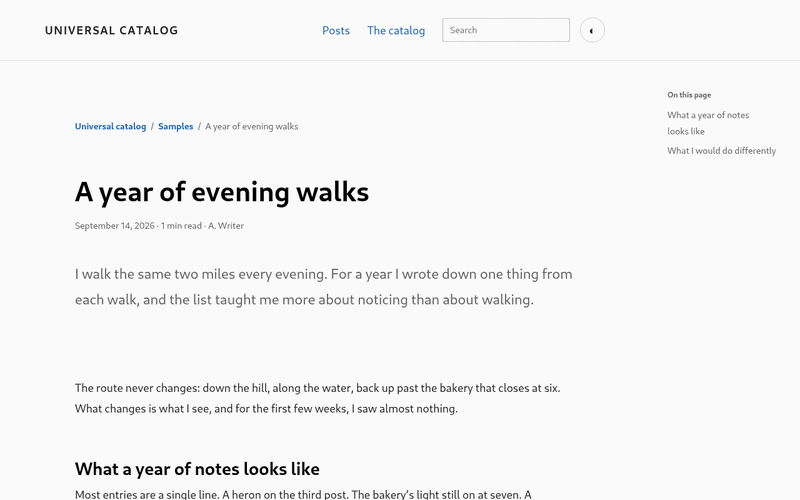 UNIVERSAL CATALOG
Posts
The catalog
Search
On this page
What a year of notes
looks like
What I would do differently
Universal catalog / Samples / A year of evening walks
A year of evening walks
September 14, 2026 · 1 min read · A. Writer
I walk the same two miles every evening. For a year I wrote down one thing from
each walk, and the list taught me more about noticing than about walking.
The route never changes: down the hill, along the water, back up past the bakery that closes at six.
What changes is what I see, and for the first few weeks, I saw almost nothing.
What a year of notes looks like
Most entries are a single line. A heron on the third post. The bakery’s light still on at seven. A